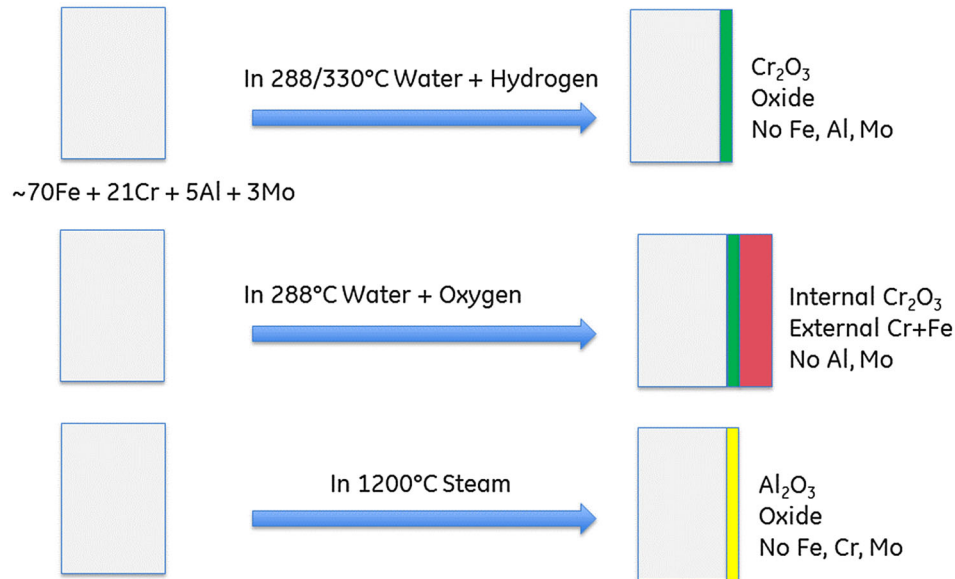 In 288/330°C Water + Hydrogen
Cr₂O₃
Oxide
No Fe, Al, Mo
~70Fe + 21Cr + 5Al + 3Mo
In 288°C Water + Oxygen
Internal Cr₂O₃
External Cr+Fe
No Al, Mo
In 1200°C Steam
Al₂O₃
Oxide
No Fe, Cr, Mo